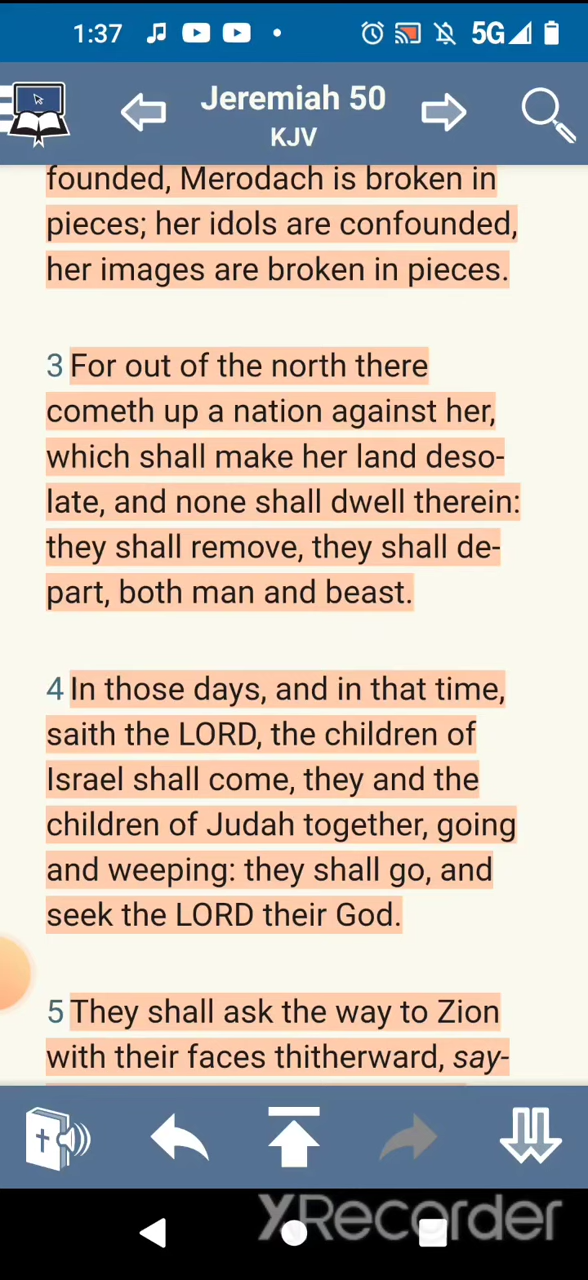 1:37
5G
Jeremiah 50
KJV
founded, Merodach is broken in
pieces; her idols are confounded,
her images are broken in pieces.
3 For out of the north there
cometh up a nation against her,
which shall make her land deso-
late, and none shall dwell therein:
they shall remove, they shall de-
part, both man and beast.
4 In those days, and in that time,
saith the LORD, the children of
Israel shall come, they and the
children of Judah together, going
and weeping: they shall go, and
seek the LORD their God.
5 They shall ask the way to Zion
with their faces thitherward, say-
XRecorder